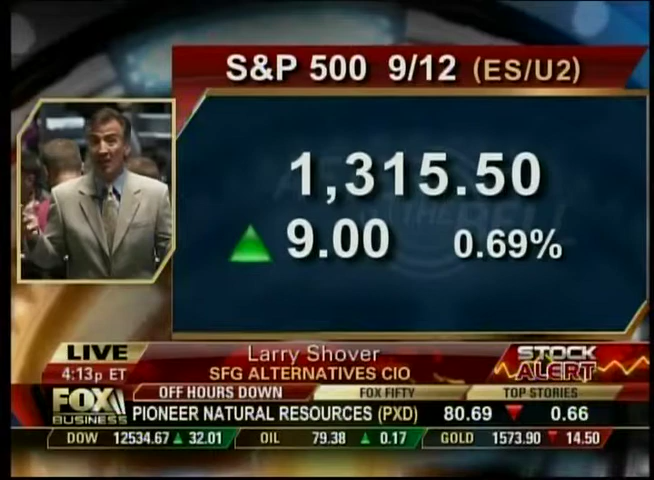 S&P 500 9/12 (ES/U2)
1,315.50
9.00 0.69%
LIVE
4:13p ET
Larry Shover
SFG ALTERNATIVES CIO
STOCK
ALERT
OFF HOURS DOWN FOX FIFTY TOP STORIES
FOX
BUSINESS
PIONEER NATURAL RESOURCES (PXD) 80.69 0.66
DOW 12534.67 32.01 OIL 79.38 0.17 GOLD 1573.90 14.50